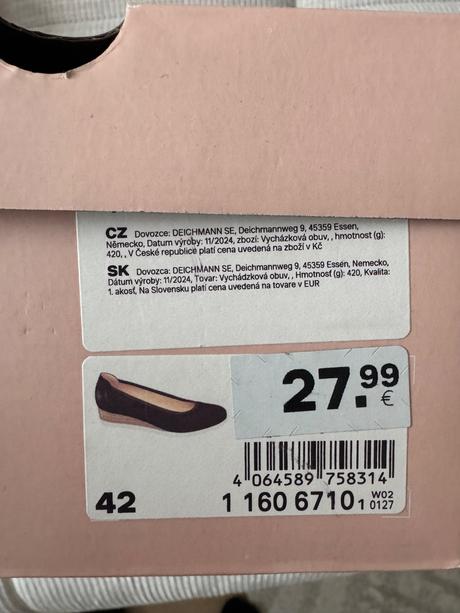 CZ Dovozce: DEICHMANN SE, Deichmannweg 9, 45359 Essen,
Německo, Datum výroby: 11/2024, zboží: Vycházková obuv, , hmotnost (g):
420, , V České republice platí cena uvedená na zboží v Kč
SK Dovozca: DEICHMANN SE, Deichmannweg 9, 45359 Essen, Nemecko,
Dátum výroby: 11/2024, Tovar: Vychádzková obuv, , Hmotnosť (g): 420, Kvalita:
1. akosť, Na Slovensku platí cena uvedená na tovare v EUR
27.99
€
4 064589 758314
42
1 160 6710 1 W02
0127